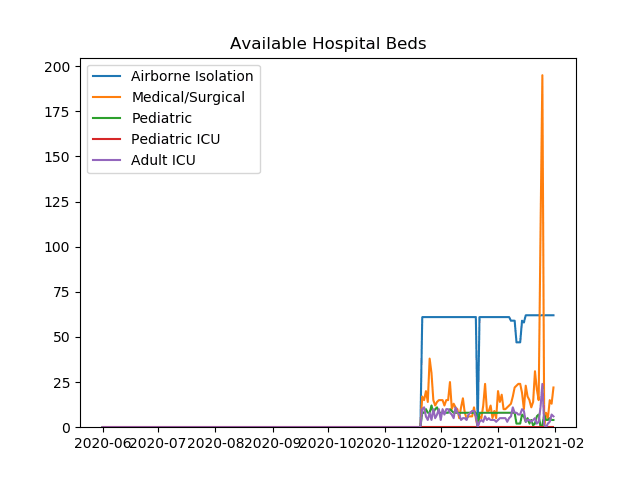 Available Hospital Beds
Airborne Isolation
Medical/Surgical
Pediatric
Pediatric ICU
Adult ICU
200
175
150
125
100
75
50
25
0
2020-06 2020-07 2020-08 2020-09 2020-10 2020-11 2020-12 2021-01 2021-02